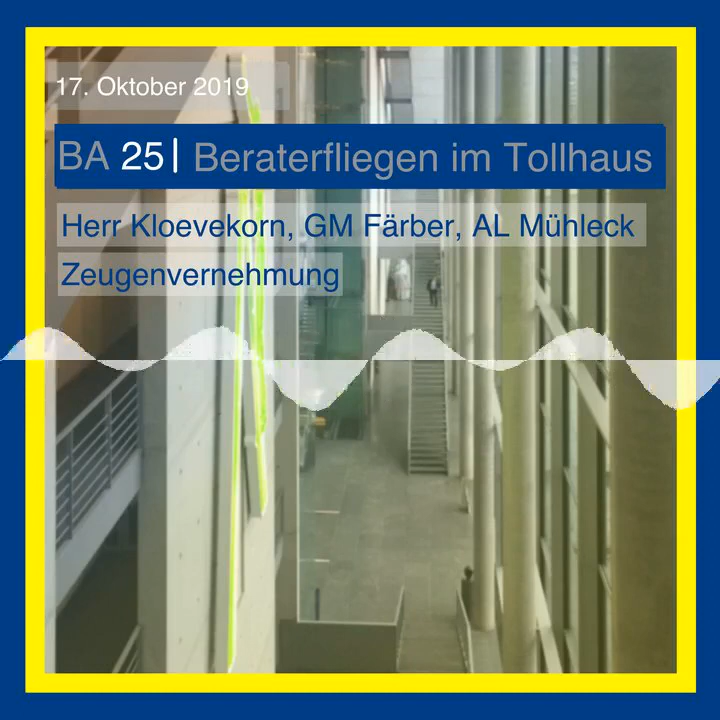 17. Oktober 2019
BA 25| Beraterfliegen im Tollhaus
Herr Kloevekorn, GM Färber, AL Mühleck
Zeugenvernehmung